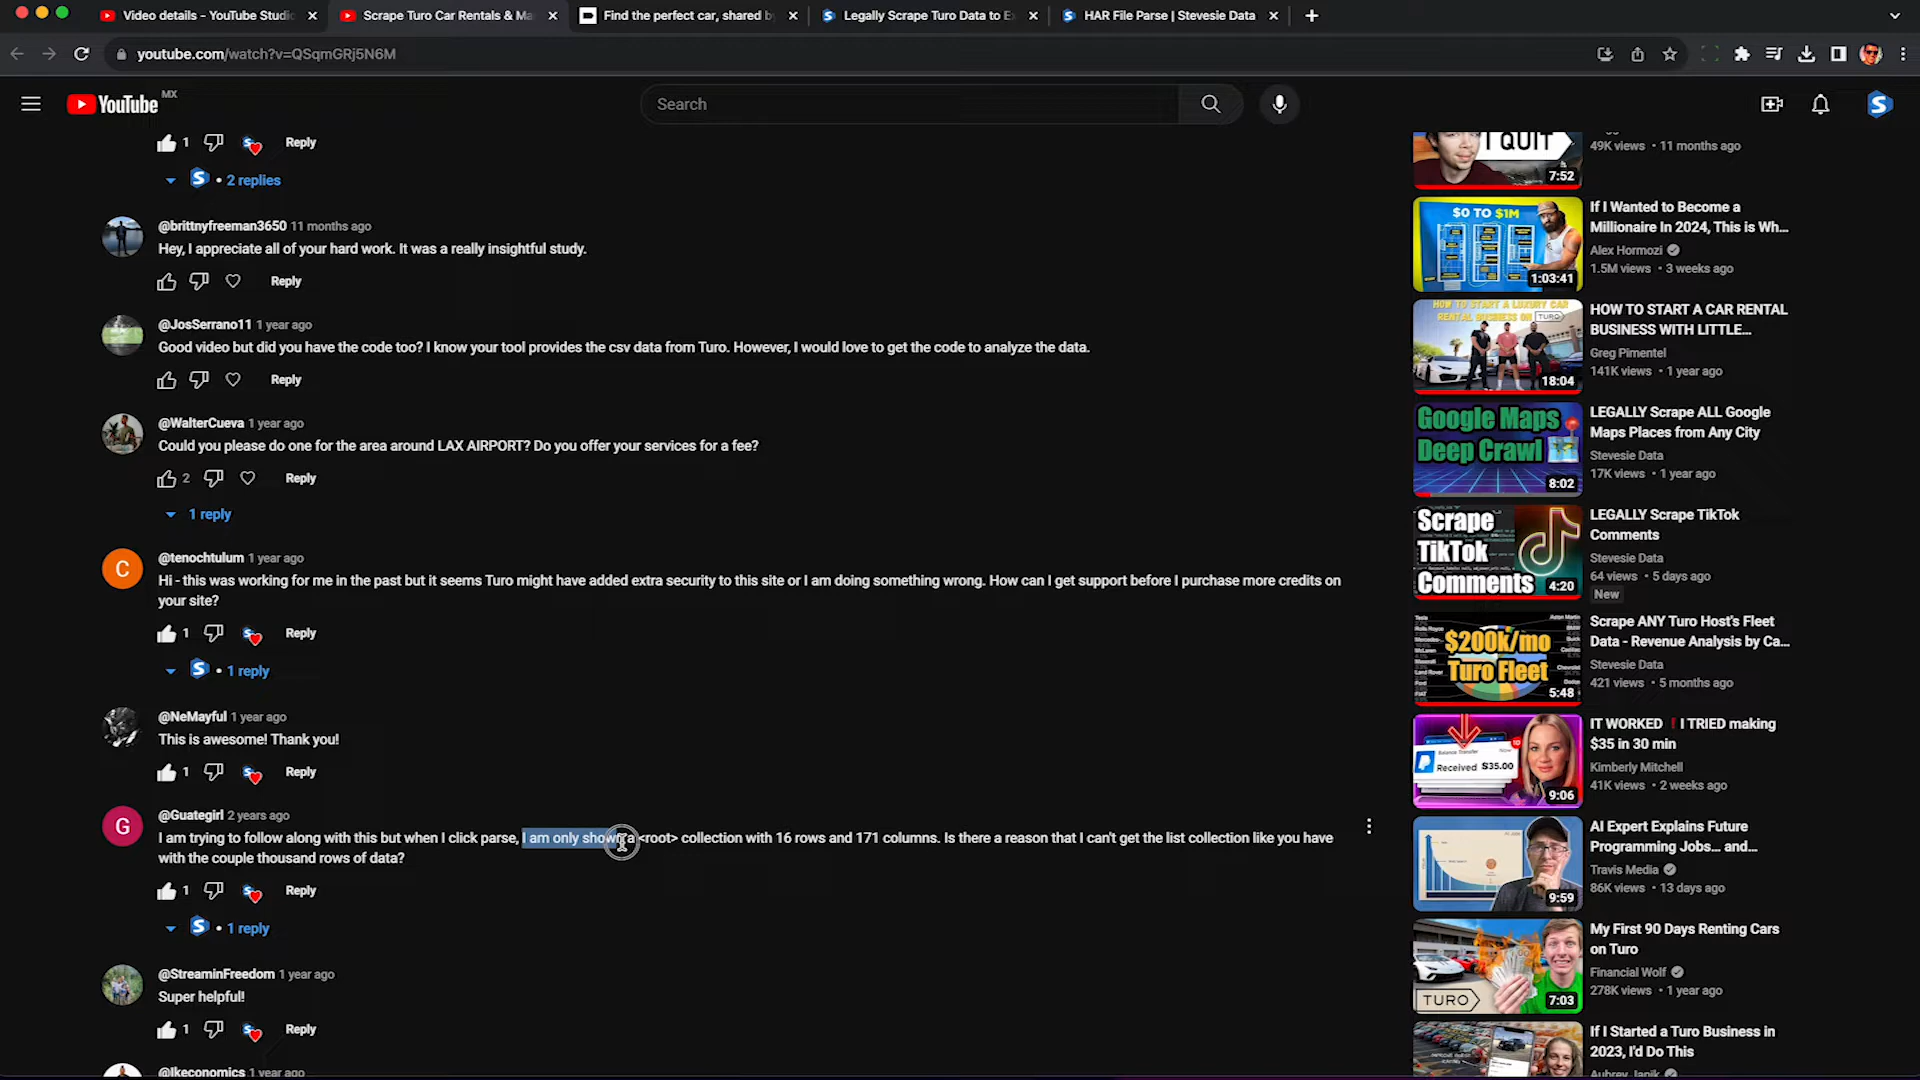 Video details - YouTube Studio
Scrape Turo Car Rentals & Ma
Find the perfect car, shared by
Legally Scrape Turo Data to E
HAR File Parse | Stevesie Data
youtube.com/watch?v=QSqmGRj5N6M
YouTube MX
Search
1 Reply
2 replies
@brittnyfreeman3650 11 months ago
Hey, I appreciate all of your hard work. It was a really insightful study.
Reply
@JosSerrano11 1 year ago
Good video but did you have the code too? I know your tool provides the csv data from Turo. However, I would love to get the code to analyze the data.
Reply
@WalterCueva 1 year ago
Could you please do one for the area around LAX AIRPORT? Do you offer your services for a fee?
2 Reply
1 reply
C
@tenochtulum 1 year ago
Hi - this was working for me in the past but it seems Turo might have added extra security to this site or I am doing something wrong. How can I get support before I purchase more credits on
your site?
1 Reply
1 reply
@NeMayful 1 year ago
This is awesome! Thank you!
1 Reply
G
@Guategirl 2 years ago
I am trying to follow along with this but when I click parse, I am only shown a <root> collection with 16 rows and 171 columns. Is there a reason that I can't get the list collection like you have
with the couple thousand rows of data?
1 Reply
1 reply
@StreaminFreedom 1 year ago
Super helpful!
1 Reply
@Ikeconomics 1 year ago
I QUIT
7:52
49K views • 11 months ago
$0 TO $1M
1:03:41
If I Wanted to Become a
Millionaire In 2024, This is Wh...
Alex Hormozi
1.5M views • 3 weeks ago
HOW TO START A LUXURY CAR
RENTAL BUSINESS ON TURO
18:04
HOW TO START A CAR RENTAL
BUSINESS WITH LITTLE...
Greg Pimentel
141K views • 1 year ago
Google Maps
Deep Crawl
8:02
LEGALLY Scrape ALL Google
Maps Places from Any City
Stevesie Data
17K views • 1 year ago
Scrape
TikTok
Comments
4:20
LEGALLY Scrape TikTok
Comments
Stevesie Data
64 views • 5 days ago
New
$200k/mo
Turo Fleet
5:48
Scrape ANY Turo Host's Fleet
Data - Revenue Analysis by Ca...
Stevesie Data
421 views • 5 months ago
Balance Transfer
Received $35.00
9:06
IT WORKED ❗ I TRIED making
$35 in 30 min
Kimberly Mitchell
41K views • 2 weeks ago
9:59
AI Expert Explains Future
Programming Jobs... and...
Travis Media
86K views • 13 days ago
TURO
7:03
My First 90 Days Renting Cars
on Turo
Financial Wolf
278K views • 1 year ago
If I Started a Turo Business in
2023, I'd Do This
Aubrey Janik